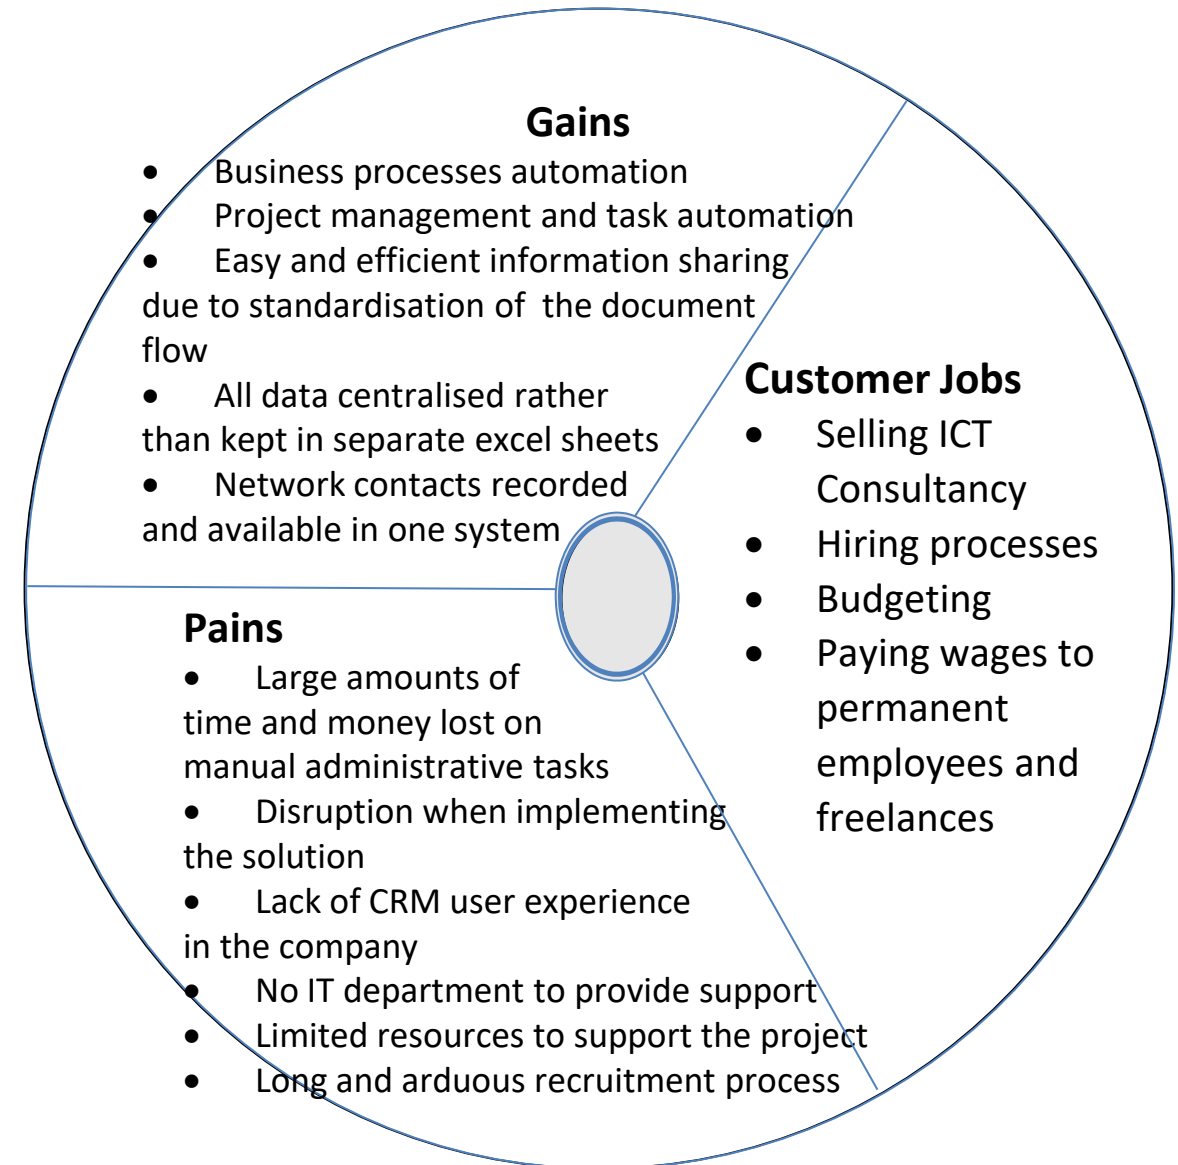 Gains
• Business processes automation
• Project management and task automation
• Easy and efficient information sharing
due to standardisation of the document
flow
• All data centralised rather
than kept in separate excel sheets
• Network contacts recorded
and available in one system
Customer Jobs
• Selling ICT
Consultancy
• Hiring processes
• Budgeting
• Paying wages to
permanent
employees and
freelances
Pains
• Large amounts of
time and money lost on
manual administrative tasks
• Disruption when implementing
the solution
• Lack of CRM user experience
in the company
• No IT department to provide support
• Limited resources to support the project
• Long and arduous recruitment process